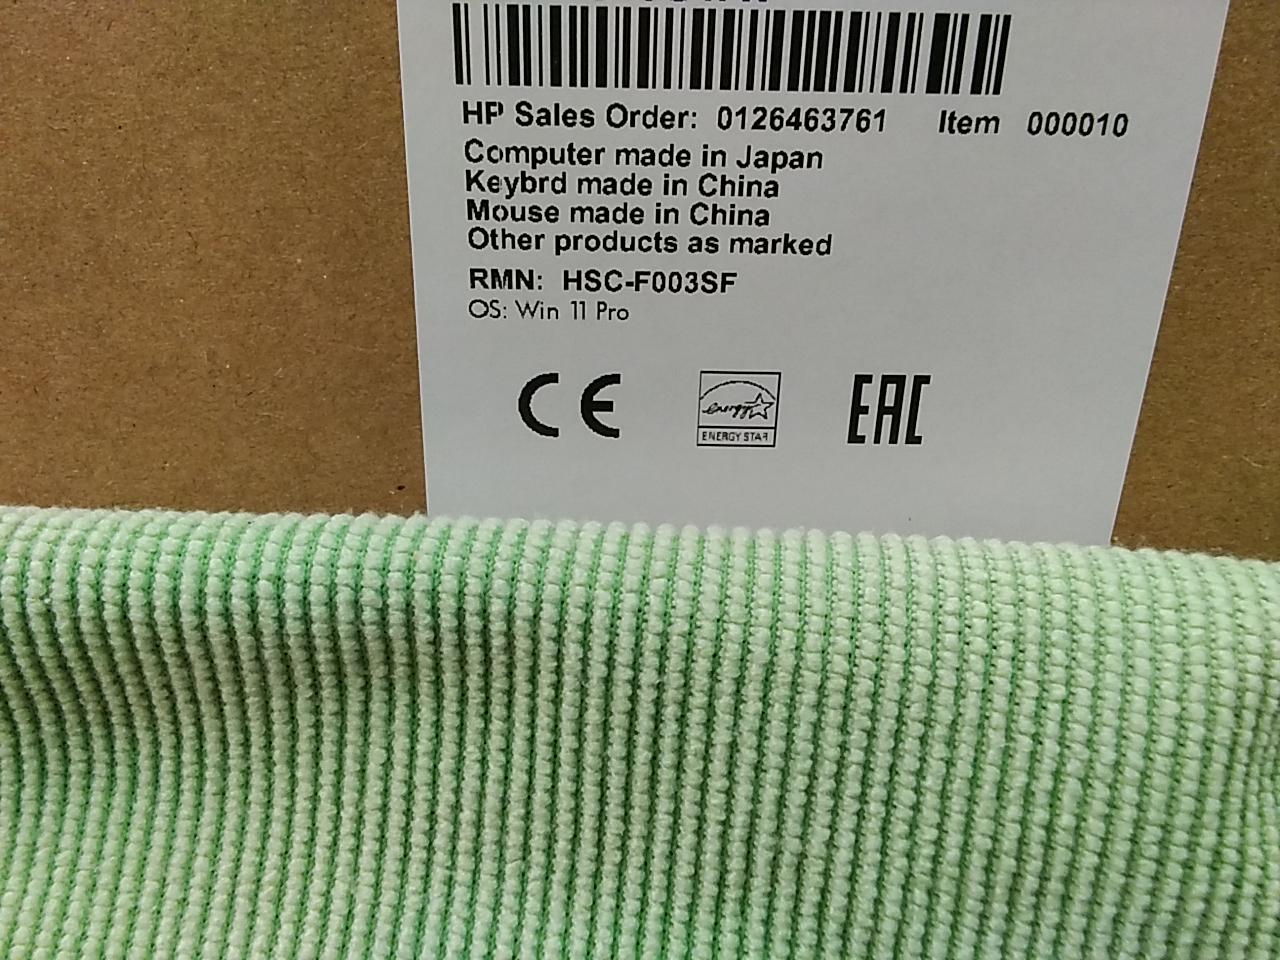 HP Sales Order: 0126463761 Item 000010
Computer made in Japan
Keybrd made in China
Mouse made in China
Other products as marked
RMN: HSC-F003SF
OS: Win 11 Pro
CE
energy
ENERGY STAR
EAC